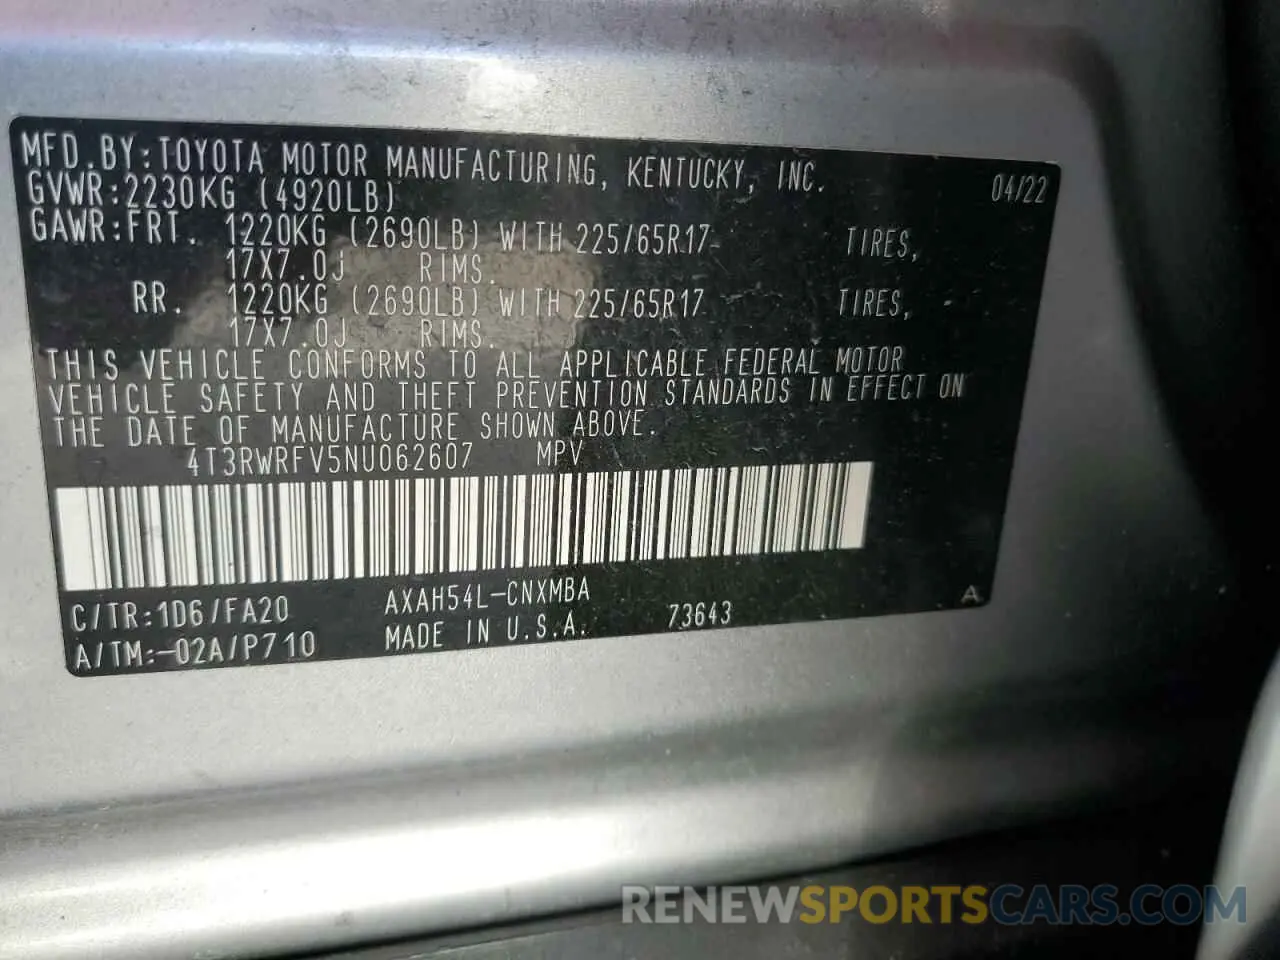 MFD.BY:TOYOTA MOTOR MANUFACTURING, KENTUCKY, INC.
GVWR:2230KG (4920LB) 04/22
GAWR:FRT. 1220KG (2690LB) WITH 225/65R17 TIRES,
17X7.0J RIMS.
RR. 1220KG (2690LB) WITH 225/65R17 TIRES,
17X7.0J RIMS.
THIS VEHICLE CONFORMS TO ALL APPLICABLE FEDERAL MOTOR
VEHICLE SAFETY AND THEFT PREVENTION STANDARDS IN EFFECT ON
THE DATE OF MANUFACTURE SHOWN ABOVE.
4T3RWRFV5NU062607 MPV
C/TR:1D6/FA20 AXAH54L-CNXMBA
A/TM:-02A/P710 MADE IN U.S.A. 73643 A
RENEWSPORTSCARS.COM